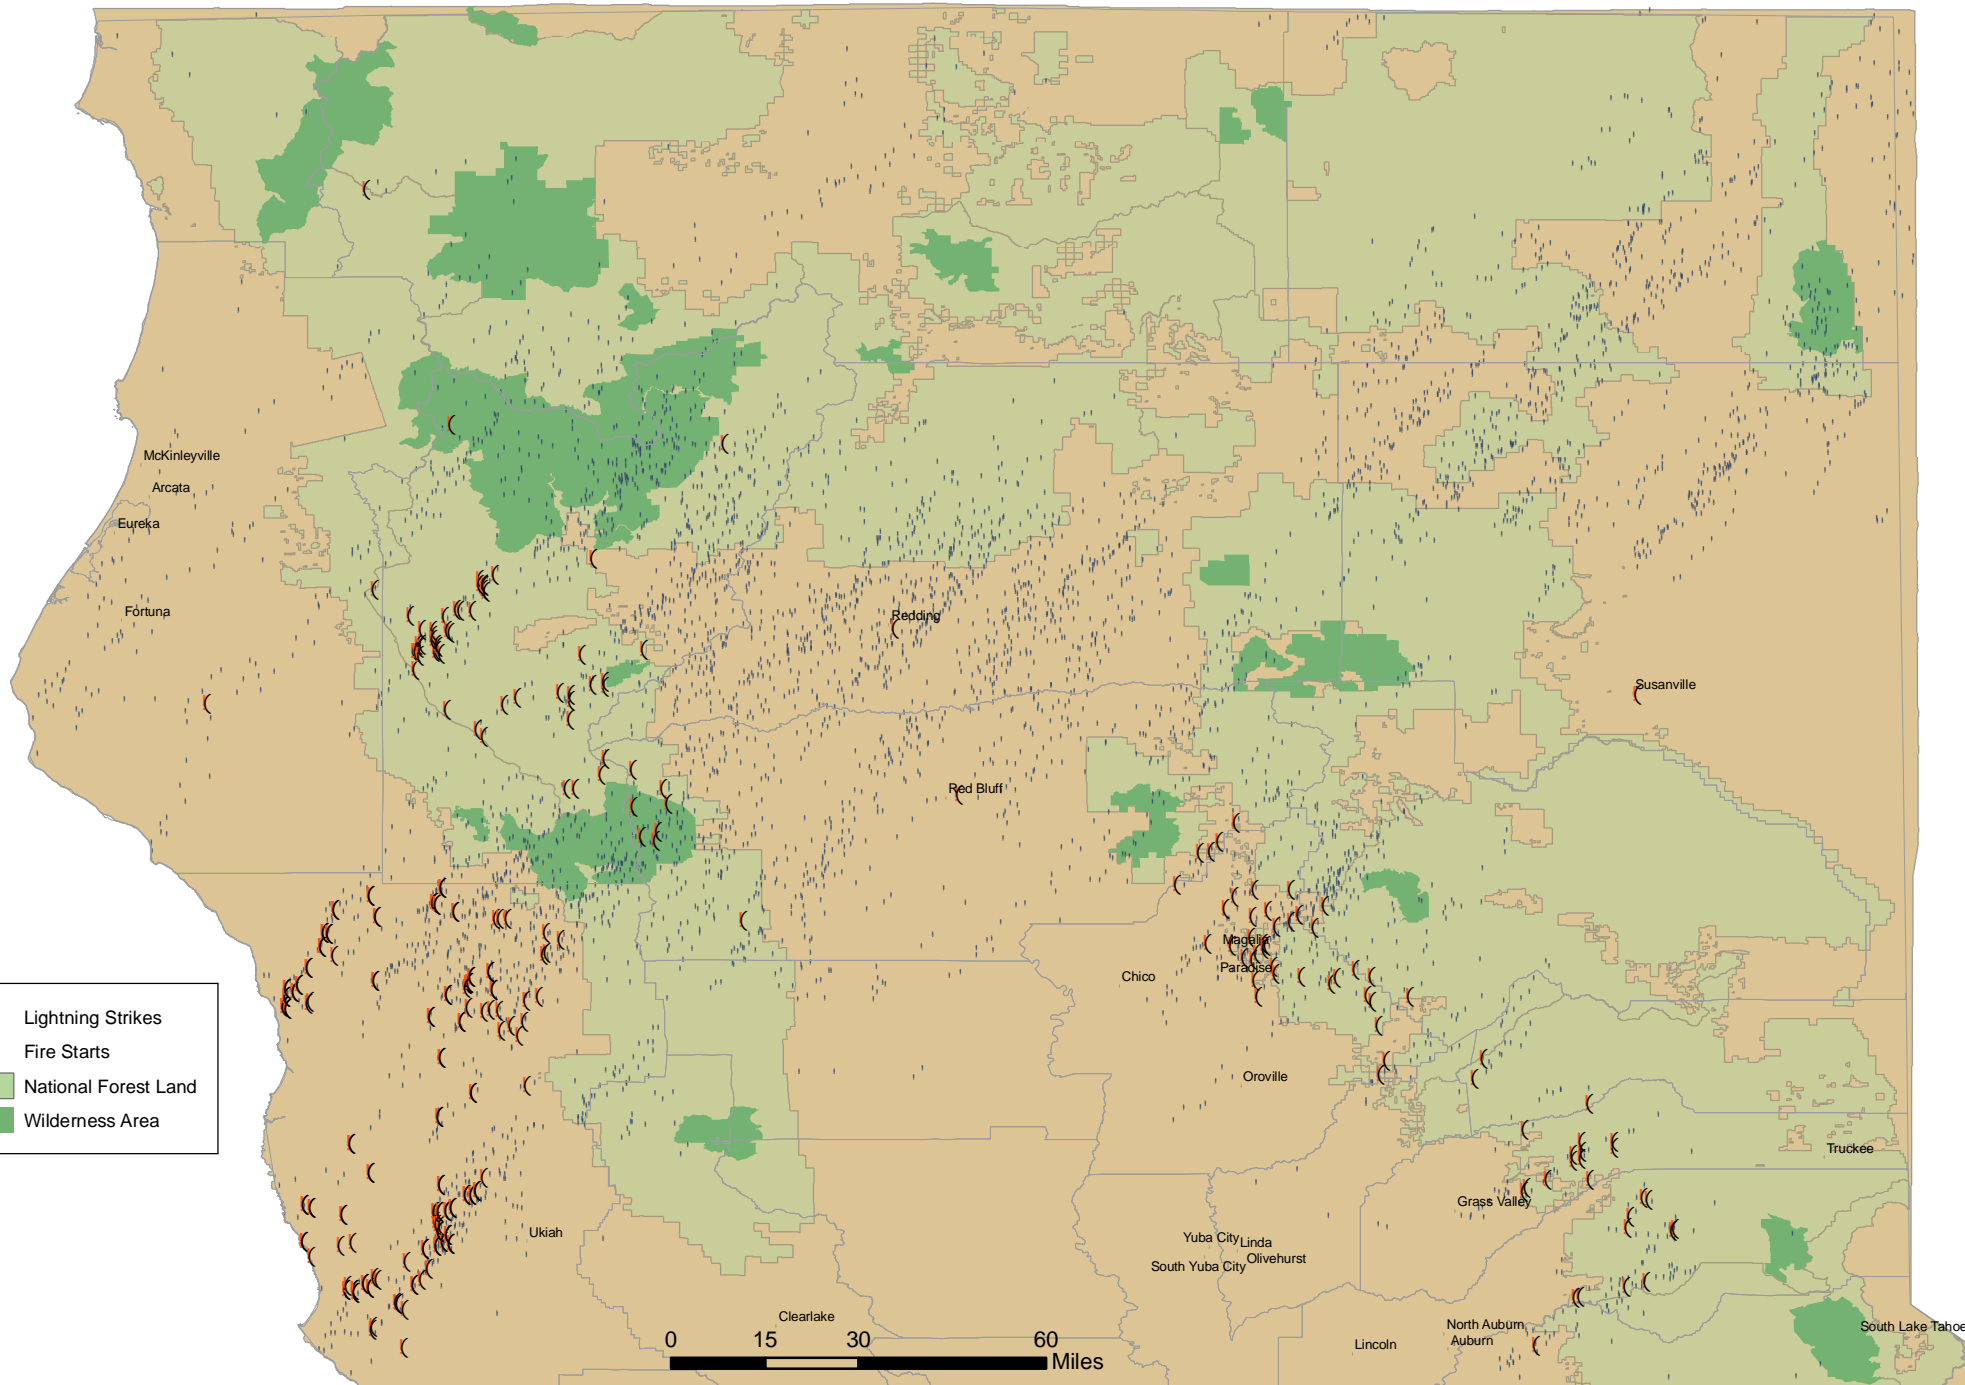 McKinleyville
Arcata
Eureka
Fortuna
Redding
Susanville
Red Bluff
Magalia
Paradise
Chico
Lightning Strikes
Fire Starts
National Forest Land
Wilderness Area
Oroville
Truckee
Grass Valley
Ukiah
Yuba City
Linda
Olivehurst
South Yuba City
Clearlake
North Auburn
Auburn
South Lake Tahoe
Lincoln
0 15 30 60
Miles